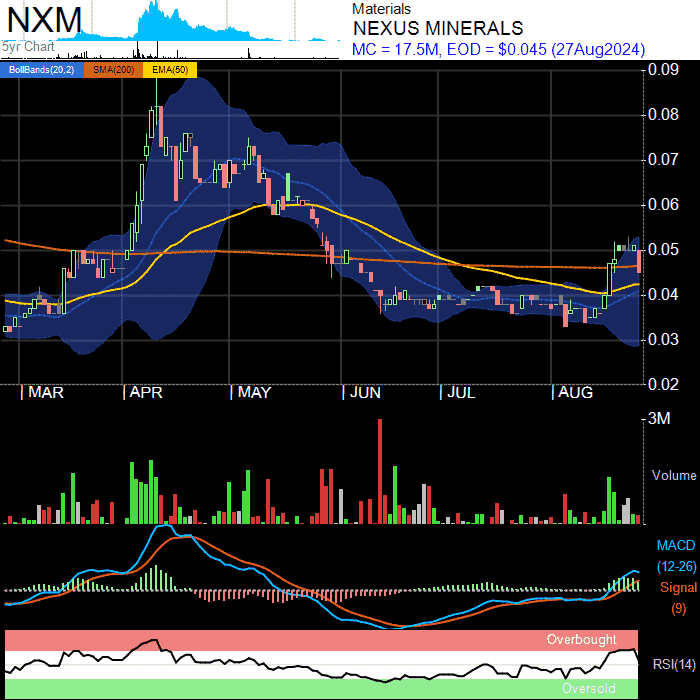 NXM
5yr Chart
Materials
NEXUS MINERALS
MC = 17.5M, EOD = $0.045 (27Aug2024)
BollBands(20,2) SMA(200) EMA(50)
0.09
0.08
0.07
0.06
0.05
0.04
0.03
0.02
MAR APR MAY JUN JUL AUG
3M
Volume
MACD
(12-26)
Signal
(9)
Overbought
RSI(14)
Oversold